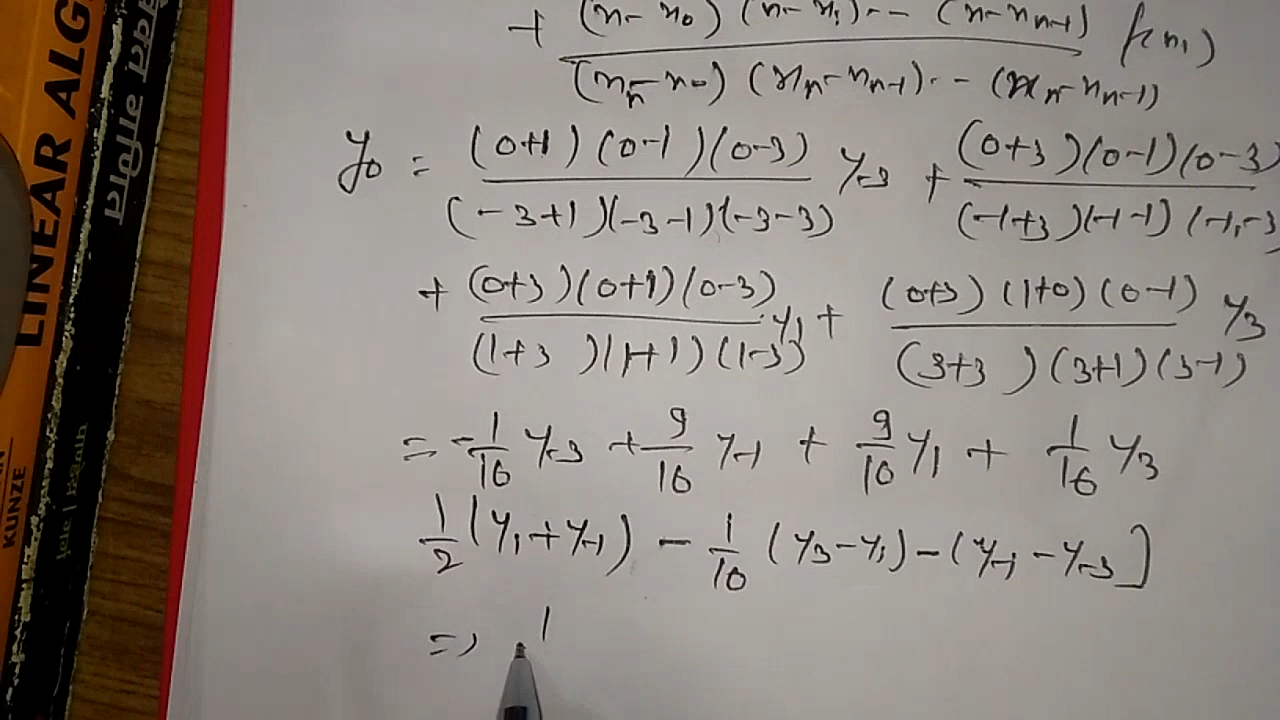 LINEAR ALG
KUNZE
+ (x-x₀) (x-x₁)-- (x-xₙ₋₁) / (xₙ-x₀) (xₙ-xₙ₋₁)-- (xₙ-xₙ₋₁) f(x₁)
y₀ = (0+1)(0-1)(0-3) / (-3+1)(-3-1)(-3-3) y₋₃ + (0+3)(0-1)(0-3) / (-1+3)(-1-1)(-1-3
+ (0+3)(0+1)(0-3) / (1+3)(1+1)(1-3) y₁ + (0+3)(1+0)(0-1) / (3+3)(3+1)(3-1) y₃
= -1/16 y₋₃ + 9/16 y₋₁ + 9/16 y₁ + 1/16 y₃
1/2 (y₁+y₋₁) - 1/16 (y₃-y₁)-(y₋₁-y₋₃]
=> 1